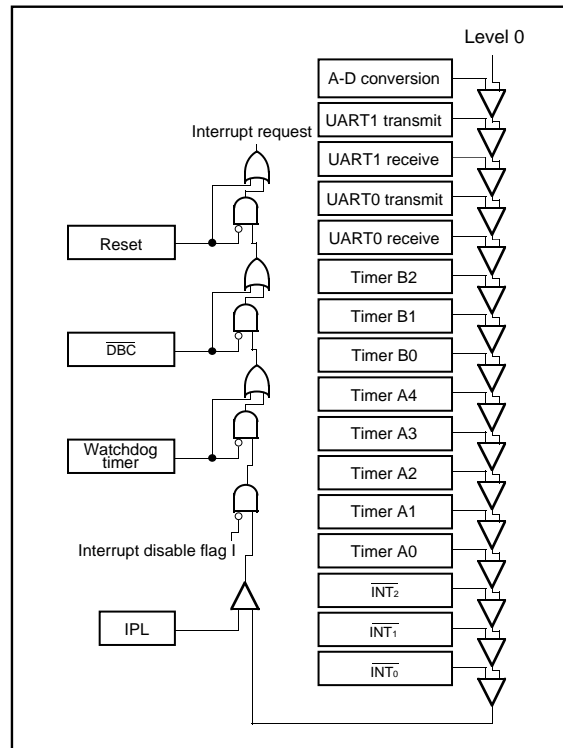 Level 0
A-D conversion
UART1 transmit
UART1 receive
UART0 transmit
UART0 receive
Timer B2
Timer B1
Timer B0
Timer A4
Timer A3
Timer A2
Timer A1
Timer A0
INT2
INT1
INT0
Interrupt request
Reset
DBC
Watchdog
timer
Interrupt disable flag I
IPL